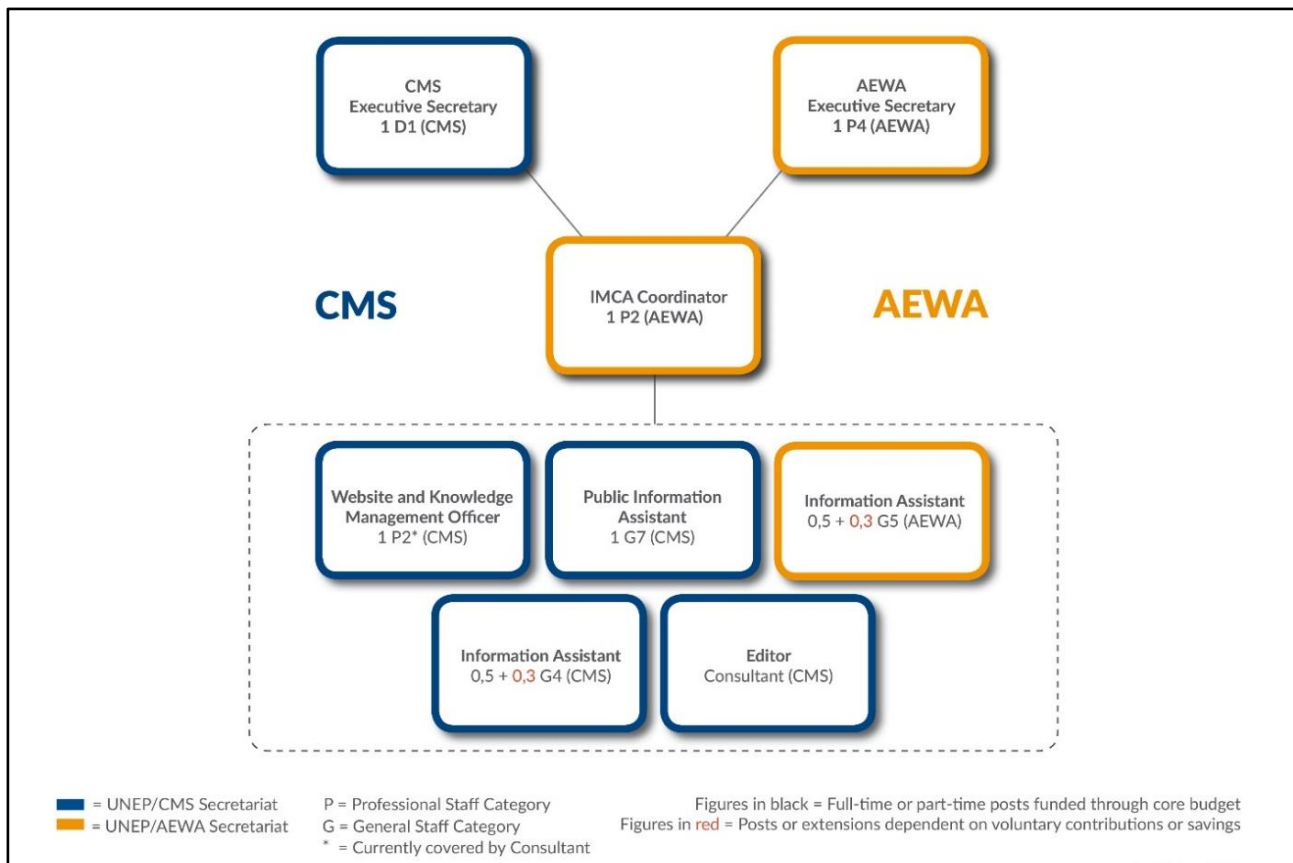 CMS
Executive Secretary
1 D1 (CMS)
AEWA
Executive Secretary
1 P4 (AEWA)
CMS
IMCA Coordinator
1 P2 (AEWA)
AEWA
Website and Knowledge
Management Officer
1 P2* (CMS)
Public Information
Assistant
1 G7 (CMS)
Information Assistant
0,5 + 0,3 G5 (AEWA)
Information Assistant
0,5 + 0,3 G4 (CMS)
Editor
Consultant (CMS)
= UNEP/CMS Secretariat
= UNEP/AEWA Secretariat
P = Professional Staff Category
G = General Staff Category
* = Currently covered by Consultant
Figures in black = Full-time or part-time posts funded through core budget
Figures in red = Posts or extensions dependent on voluntary contributions or savings